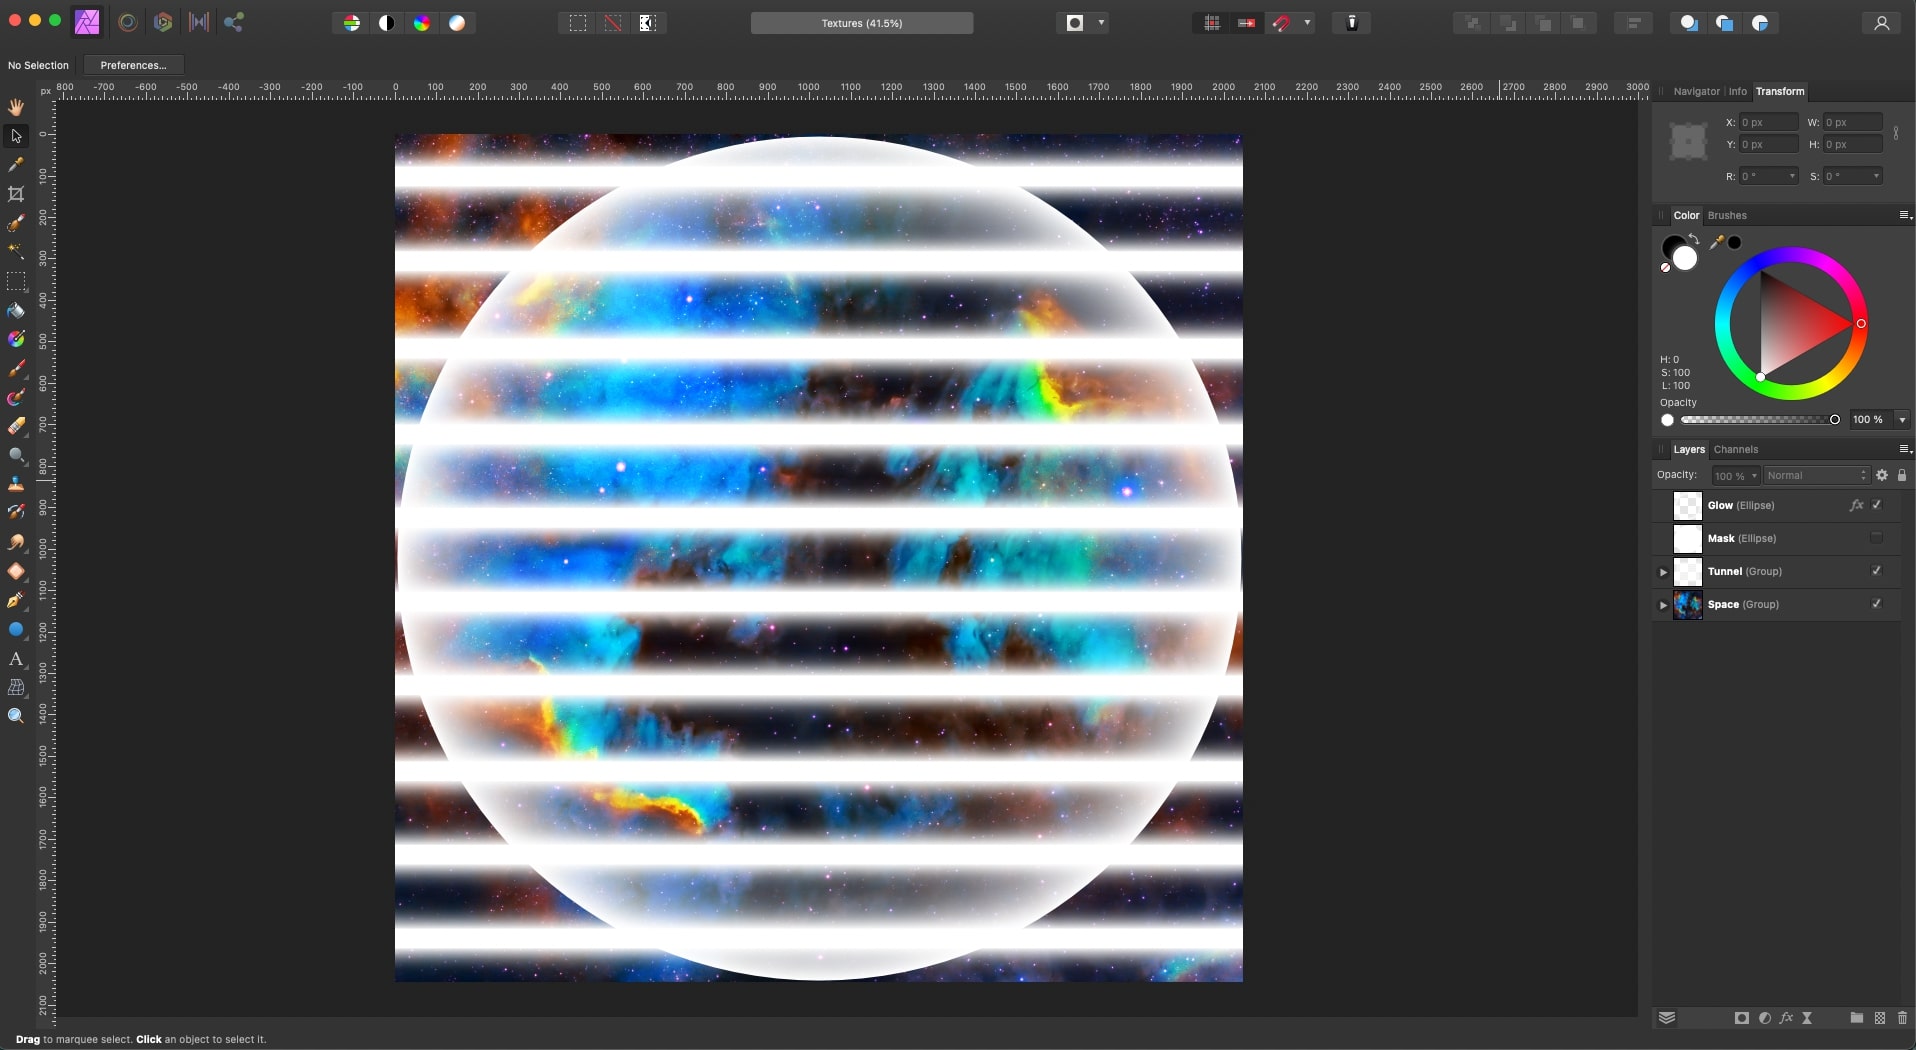 Textures (41.5%)
No Selection
Preferences...
px
800 -700 -600 -500 -400 -300 -200 -100 0 100 200 300 400 500 600 700 800 900 1000 1100 1200 1300 1400 1500 1600 1700 1800 1900 2000 2100 2200 2300 2400 2500 2600 2700 2800 2900 3000
0
100
200
300
400
500
600
700
800
900
1000
1100
1200
1300
1400
1500
1600
1700
1800
1900
2000
2100
A
Navigator Info Transform
X: 0 px W: 0 px
Y: 0 px H: 0 px
R: 0 ° S: 0 °
Color Brushes
H: 0
S: 100
L: 100
Opacity
100 %
Layers Channels
Opacity: 100 % Normal
Glow (Ellipse) fx
Mask (Ellipse)
Tunnel (Group)
Space (Group)
fx
Drag to marquee select. Click an object to select it.